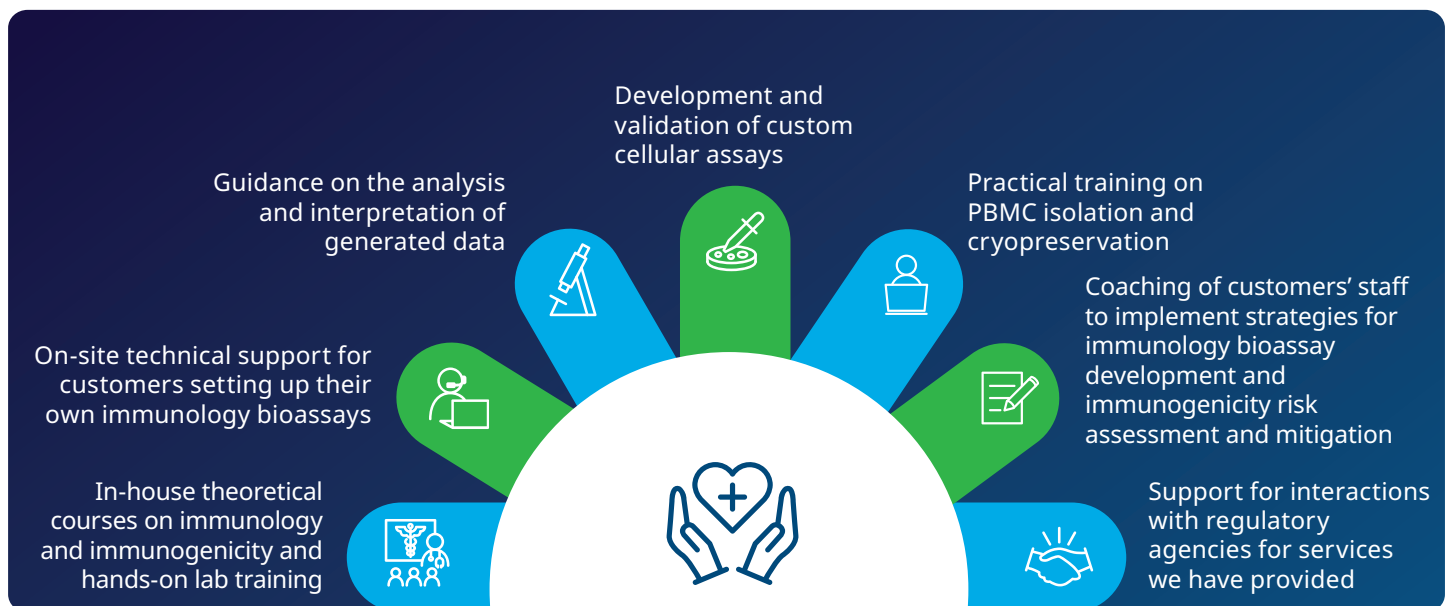 Development and
validation of custom
cellular assays
Guidance on the analysis
and interpretation of
generated data
Practical training on
PBMC isolation and
cryopreservation
On-site technical support for
customers setting up their
own immunology bioassays
Coaching of customers’ staff
to implement strategies for
immunology bioassay
development and
immunogenicity risk
assessment and mitigation
In-house theoretical
courses on immunology
and immunogenicity and
hands-on lab training
Support for interactions
with regulatory
agencies for services
we have provided